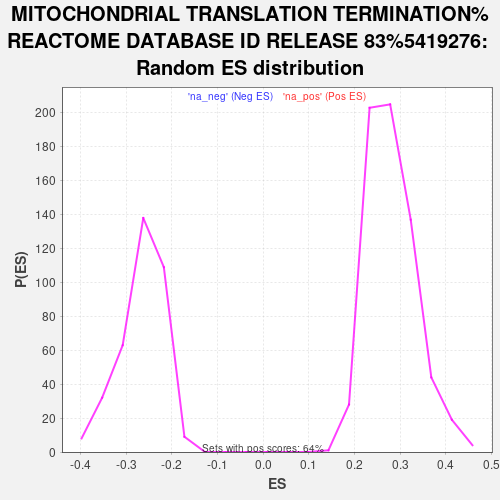 MITOCHONDRIAL TRANSLATION TERMINATION%
REACTOME DATABASE ID RELEASE 83%5419276:
Random ES distribution
'na_neg' (Neg ES) 'na_pos' (Pos ES)
200
180
160
140
120
100
80
60
40
20
0
P(ES)
Sets with pos scores: 64%
-0.4 -0.3 -0.2 -0.1 0.0 0.1 0.2 0.3 0.4 0.5
ES